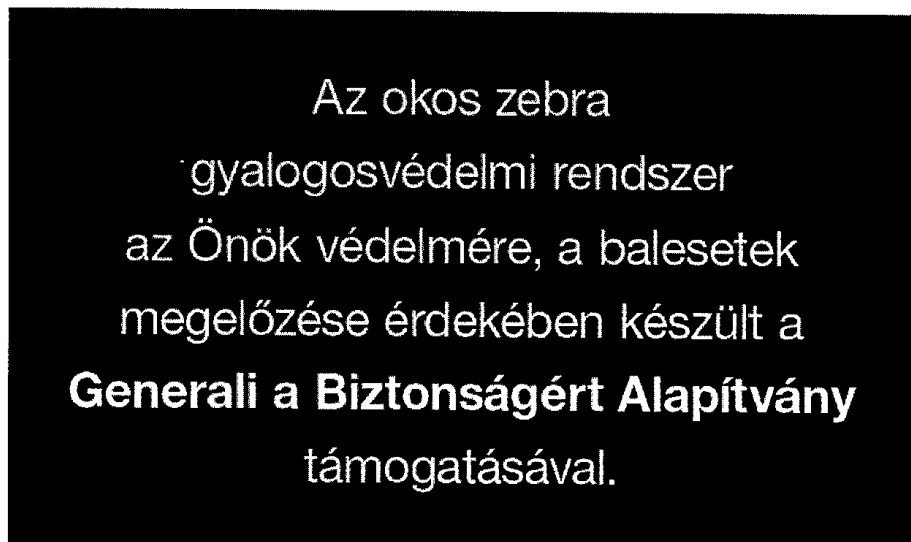 Az okos zebra
gyalogosvédelmi rendszer
az Önök védelmére, a balesetek
megelőzése érdekében készült a
Generali a Biztonságért Alapítvány
támogatásával.